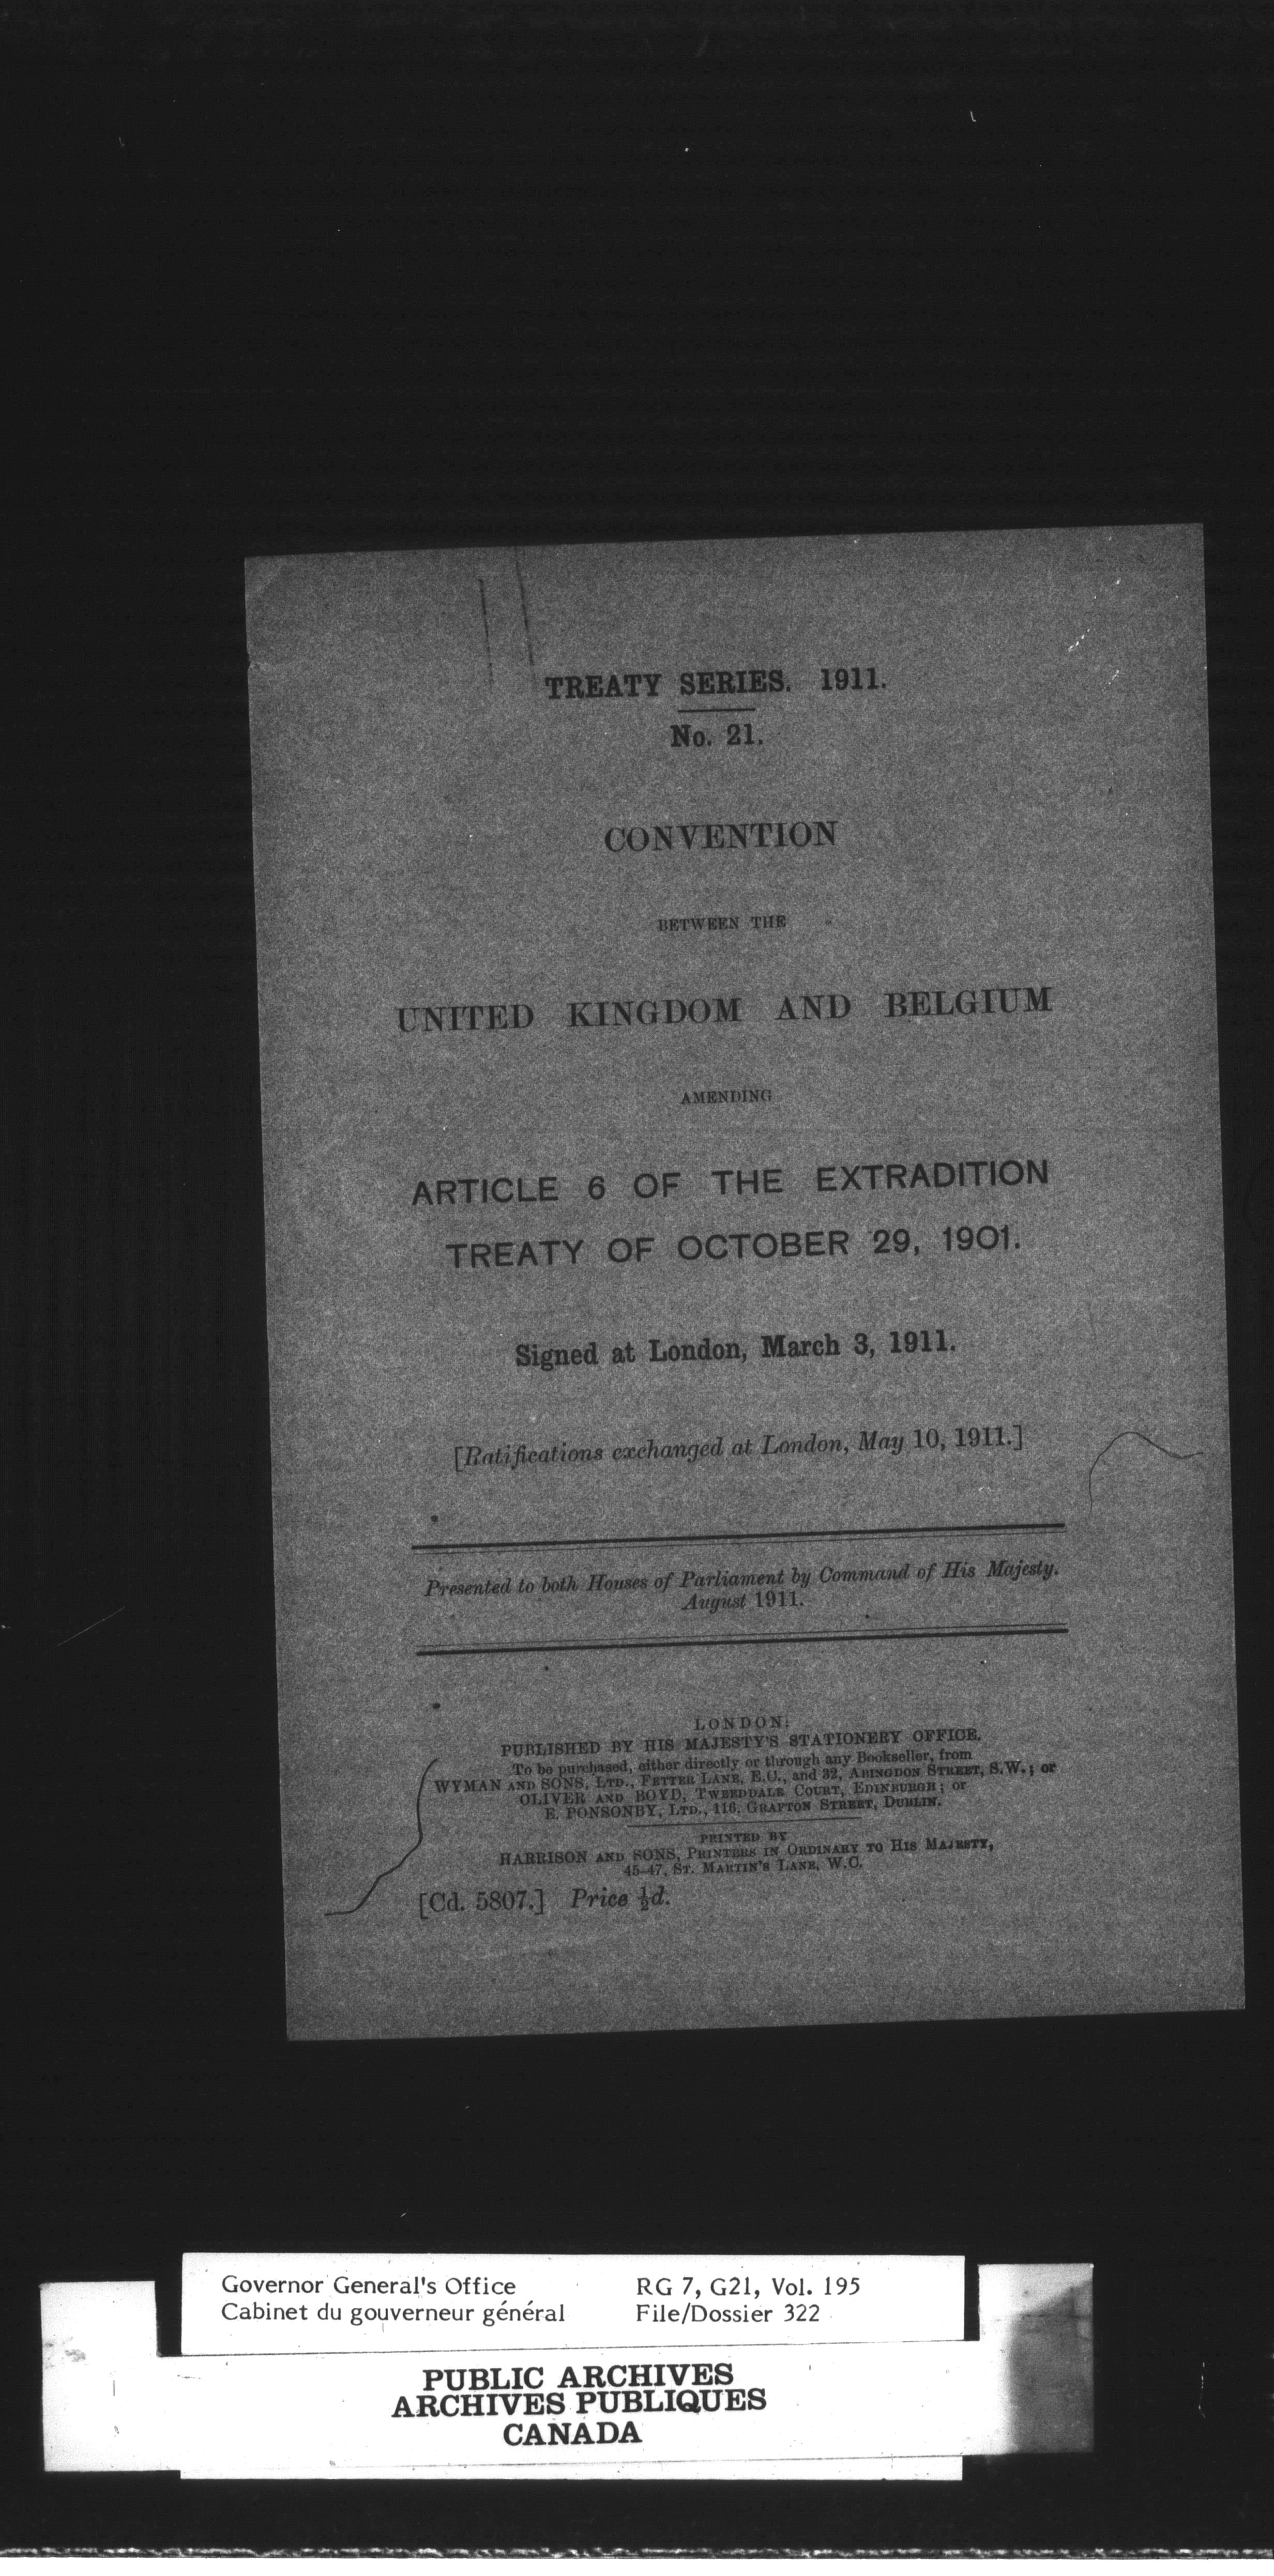 TREATY SERIES. 1911.
No. 21.
CONVENTION
BETWEEN THE
UNITED KINGDOM AND BELGIUM
AMENDING
ARTICLE 6 OF THE EXTRADITION
TREATY OF OCTOBER 29, 1901.
Signed at London, March 3, 1911.
[Ratifications exchanged at London, May 10, 1911.]
Presented to both Houses of Parliament by Command of His Majesty.
August 1911.
LONDON:
PUBLISHED BY HIS MAJESTY'S STATIONERY OFFICE.
To be purchased, either directly or through any Bookseller, from
WYMAN AND SONS, LTD., FETTER LANE, E.C., and 32, ABINGDON STREET, S.W.; or
OLIVER AND BOYD, TWEEDDALE COURT, EDINBURGH; or
E. PONSONBY, LTD., 116, GRAFTON STREET, DUBLIN.
PRINTED BY
HARRISON AND SONS, PRINTERS IN ORDINARY TO HIS MAJESTY,
45-47, ST. MARTIN'S LANE, W.C.
[Cd. 5807.] Price ½d.
Governor General's Office RG 7, G21, Vol. 195
Cabinet du gouverneur général File/Dossier 322
PUBLIC ARCHIVES
ARCHIVES PUBLIQUES
CANADA